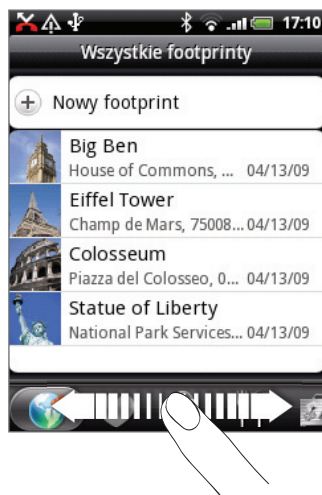 17:10
Wszystkie footprinty
Nowy footprint
Big Ben
House of Commons, ... 04/13/09
Eiffel Tower
Champ de Mars, 75008... 04/13/09
Colosseum
Piazza del Colosseo, 0... 04/13/09
Statue of Liberty
National Park Services... 04/13/09